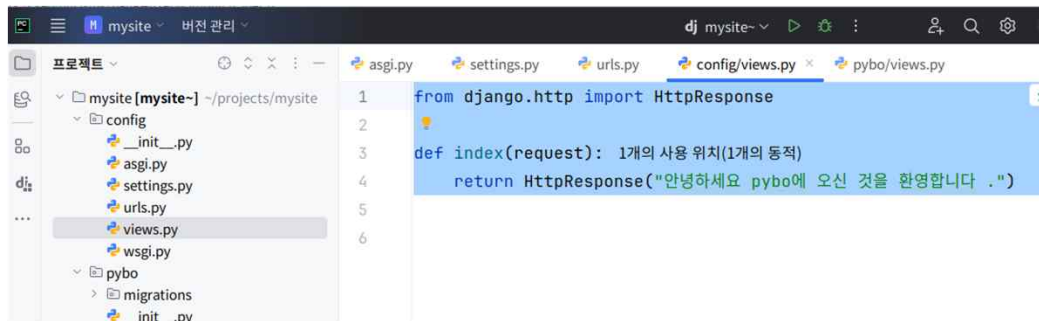 PC M mysite 버전 관리 dj mysite~
프로젝트
asgi.py settings.py urls.py config/views.py pybo/views.py
mysite [mysite~] ~/projects/mysite
config
__init__.py
asgi.py
settings.py
urls.py
views.py
wsgi.py
pybo
migrations
__init__.py
dj
1 from django.http import HttpResponse
2
3 def index(request): 1개의 사용 위치(1개의 동적)
4 return HttpResponse("안녕하세요 pybo에 오신 것을 환영합니다 .")
5
6